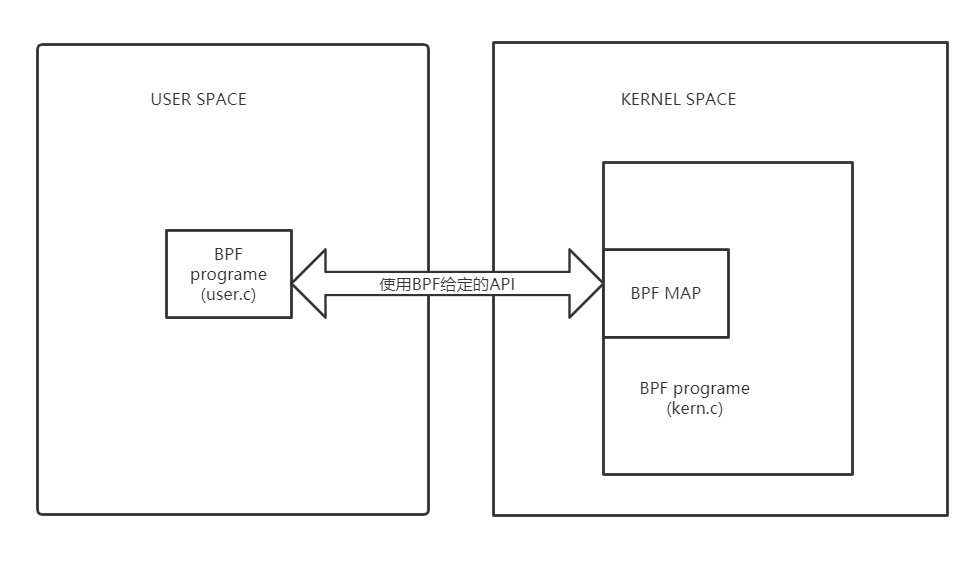 USER SPACE
KERNEL SPACE
BPF
programe
(user.c)
使用BPF给定的API
BPF MAP
BPF programe
(kern.c)